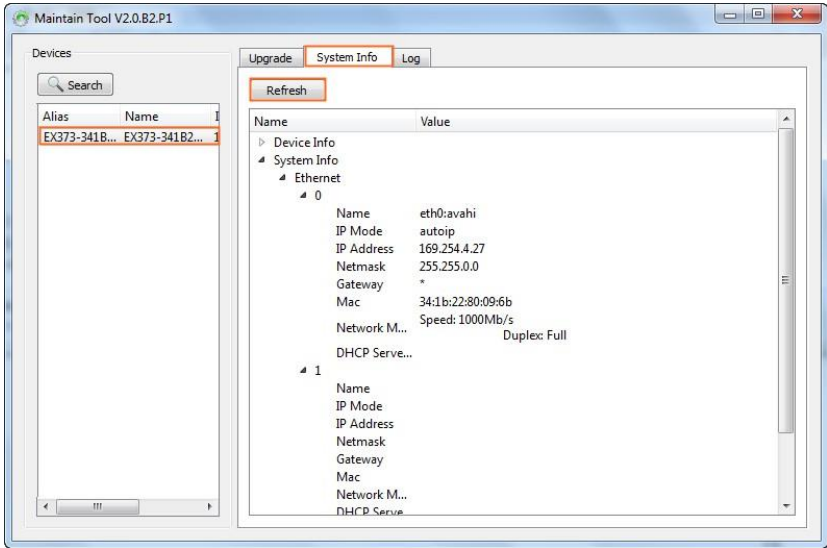 Maintain Tool V2.0.B2.P1
Devices
Search
Alias Name I
EX373-341B... EX373-341B2... 1
Upgrade System Info Log
Refresh
Name Value
Device Info
System Info
Ethernet
0
Name eth0:avahi
IP Mode autoip
IP Address 169.254.4.27
Netmask 255.255.0.0
Gateway *
Mac 34:1b:22:80:09:6b
Network M... Speed: 1000Mb/s
Duplex: Full
DHCP Serve...
1
Name
IP Mode
IP Address
Netmask
Gateway
Mac
Network M...
DHCP Serve